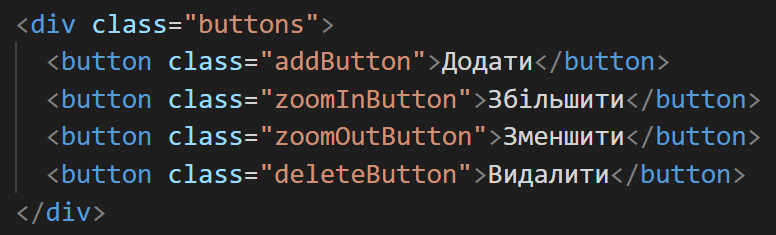 <div class="buttons">
<button class="addButton">Додати</button>
<button class="zoomInButton">Збільшити</button>
<button class="zoomOutButton">Зменшити</button>
<button class="deleteButton">Видалити</button>
</div>